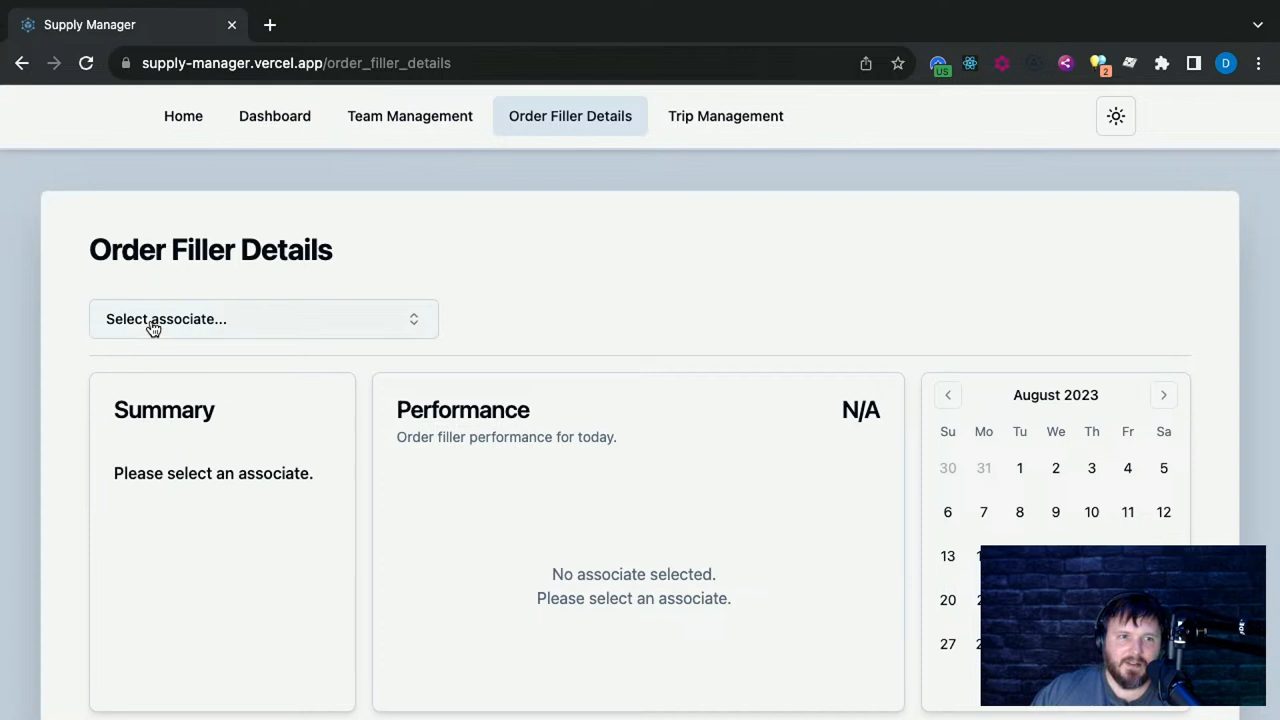 Supply Manager
supply-manager.vercel.app/order_filler_details
US
2
D
Home
Dashboard
Team Management
Order Filler Details
Trip Management
Order Filler Details
Select associate...
Summary
Please select an associate.
Performance
N/A
Order filler performance for today.
No associate selected.
Please select an associate.
August 2023
Su Mo Tu We Th Fr Sa
30 31 1 2 3 4 5
6 7 8 9 10 11 12
13
20
27